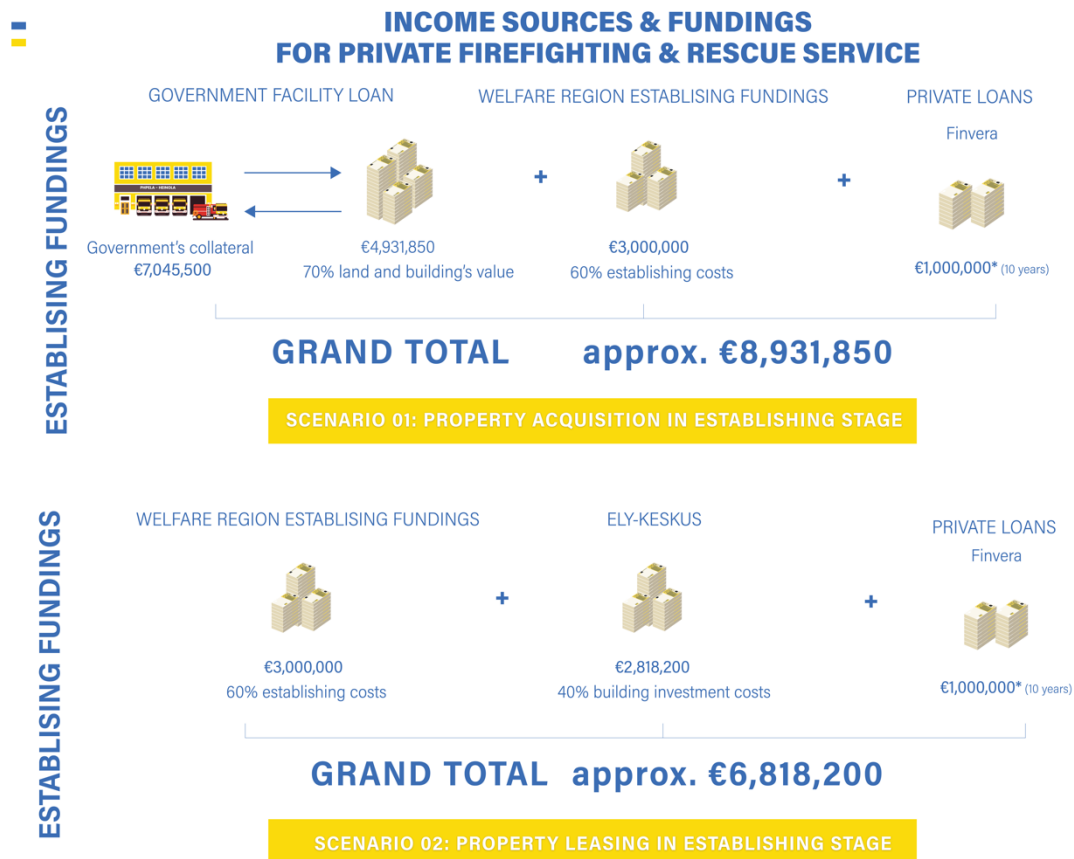 INCOME SOURCES & FUNDINGS
FOR PRIVATE FIREFIGHTING & RESCUE SERVICE
ESTABLISING FUNDINGS
GOVERNMENT FACILITY LOAN
WELFARE REGION ESTABLISING FUNDINGS
PRIVATE LOANS
Finvera
+
+
Government's collateral
€7,045,500
€4,931,850
70% land and building's value
€3,000,000
60% establishing costs
€1,000,000* (10 years)
GRAND TOTAL approx. €8,931,850
SCENARIO 01: PROPERTY ACQUISITION IN ESTABLISHING STAGE
ESTABLISING FUNDINGS
WELFARE REGION ESTABLISING FUNDINGS
ELY-KESKUS
PRIVATE LOANS
Finvera
+
+
€3,000,000
60% establishing costs
€2,818,200
40% building investment costs
€1,000,000* (10 years)
GRAND TOTAL approx. €6,818,200
SCENARIO 02: PROPERTY LEASING IN ESTABLISHING STAGE